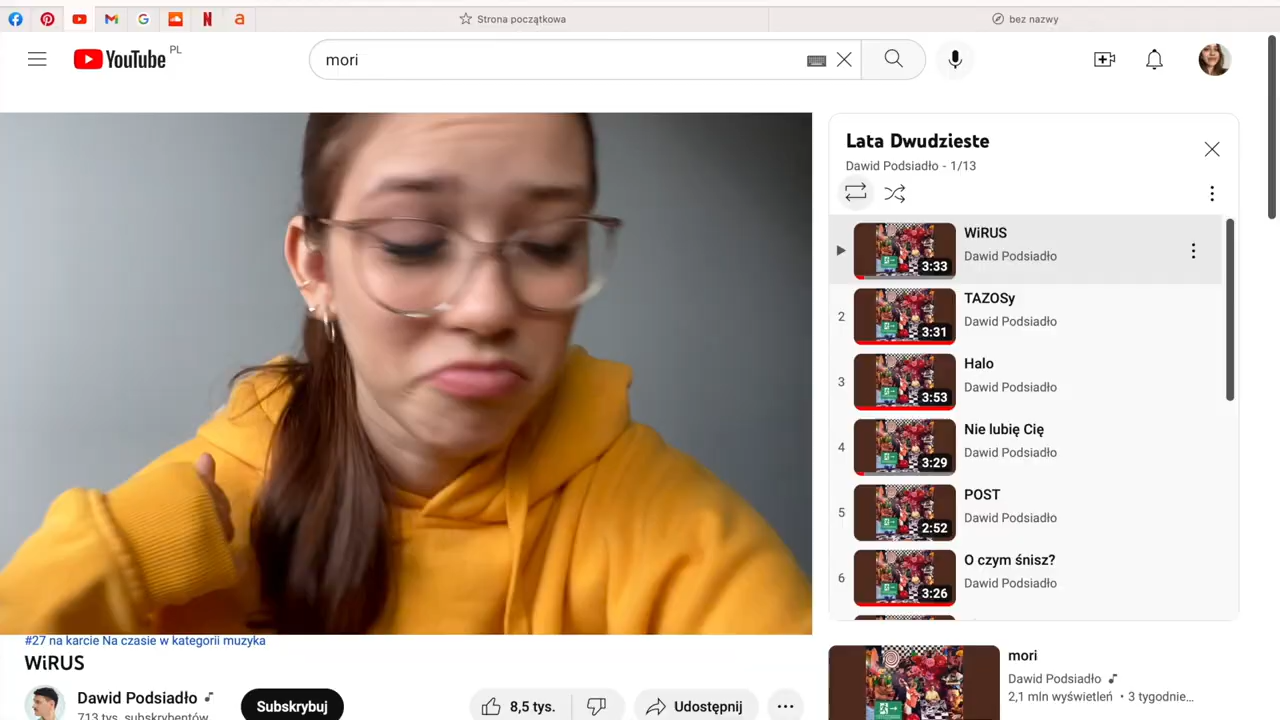 Strona początkowa
bez nazwy
YouTube PL
mori
Lata Dwudzieste
Dawid Podsiadło - 1/13
WiRUS
Dawid Podsiadło
3:33
2
TAZOSy
Dawid Podsiadło
3:31
3
Halo
Dawid Podsiadło
3:53
4
Nie lubię Cię
Dawid Podsiadło
3:29
5
POST
Dawid Podsiadło
2:52
6
O czym śnisz?
Dawid Podsiadło
3:26
#27 na karcie Na czasie w kategorii muzyka
WiRUS
Dawid Podsiadło
713 tys. subskrybentów
Subskrybuj
8,5 tys.
Udostępnij
mori
Dawid Podsiadło
2,1 mln wyświetleń • 3 tygodnie...